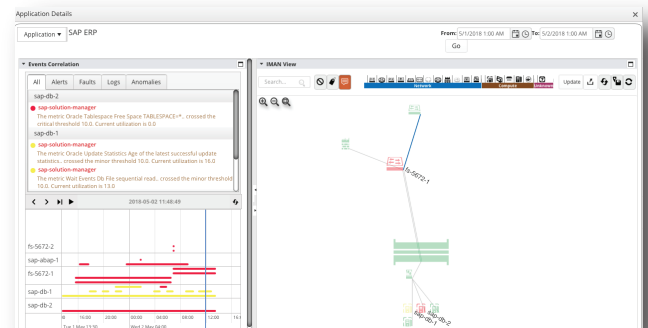 Application Details
Application ▾ SAP ERP
From: 5/1/2018 1:00 AM To: 5/2/2018 1:00 AM
Go
Events Correlation
All Alerts Faults Logs Anomalies
sap-db-2
sap-solution-manager
The metric Oracle Tablespace Free Space TABLESPACE=*.. crossed the
critical threshold 10.0. Current utilization is 0.0
sap-db-1
sap-solution-manager
The metric Oracle Update Statistics Age of the latest successful update
statistics.. crossed the minor threshold 10.0. Current utilization is 16.0
sap-solution-manager
The metric Wait Events Db File sequential read.. crossed the minor threshold
10.0. Current utilization is 13.0
2018-05-02 11:48:49
fs-5672-2
sap-abap-1
fs-5672-1
sap-db-1
sap-db-2
16:00 20:00 00:00 04:00 08:00 12:00
Tue 1 May 13:30 Wed 2 May 04:00
IMAN View
Search...
Network Compute Unknown
Update
fs-5672-1
sap-db-1
sap-db-2